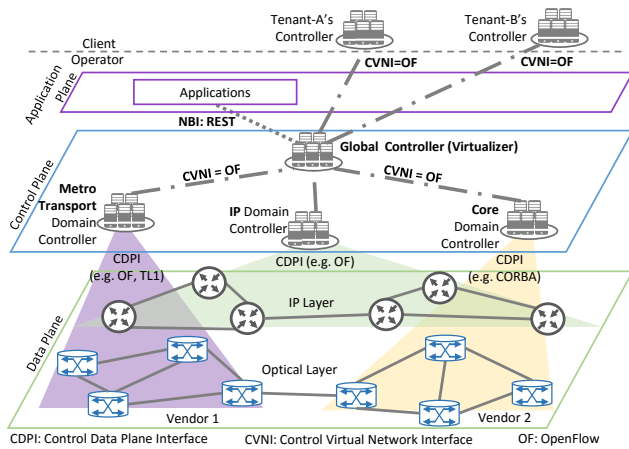 Tenant-A's
Controller
Tenant-B's
Controller
Client
Operator
CVNI=OF
CVNI=OF
Application
Plane
Applications
NBI: REST
Global Controller (Virtualizer)
Control Plane
CVNI = OF
CVNI = OF
Metro
Transport
Domain
Controller
IP Domain
Controller
Core
Domain
Controller
CDPI
(e.g. OF, TL1)
CDPI (e.g. OF)
CDPI
(e.g. CORBA)
IP Layer
Data Plane
Optical Layer
Vendor 1
Vendor 2
CDPI: Control Data Plane Interface
CVNI: Control Virtual Network Interface
OF: OpenFlow